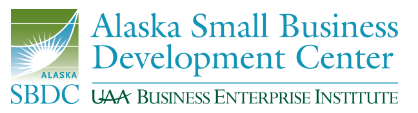 Alaska Small Business
Development Center
ALASKA
SBDC
UAA BUSINESS ENTERPRISE INSTITUTE